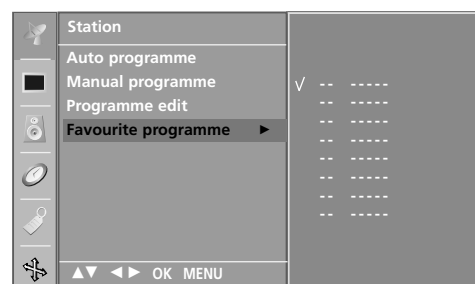 Station
Auto programme
Manual programme
Programme edit
Favourite programme ►
√ -- -----
-- -----
-- -----
-- -----
-- -----
-- -----
-- -----
-- -----
▲▼ ◄► OK MENU